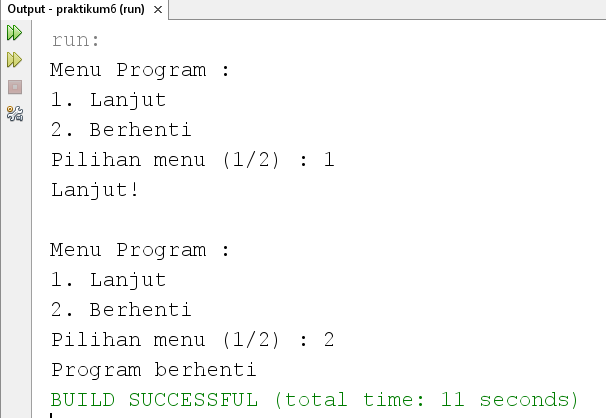 Output - praktikum6 (run)
run:
Menu Program :
1. Lanjut
2. Berhenti
Pilihan menu (1/2) : 1
Lanjut!
Menu Program :
1. Lanjut
2. Berhenti
Pilihan menu (1/2) : 2
Program berhenti
BUILD SUCCESSFUL (total time: 11 seconds)